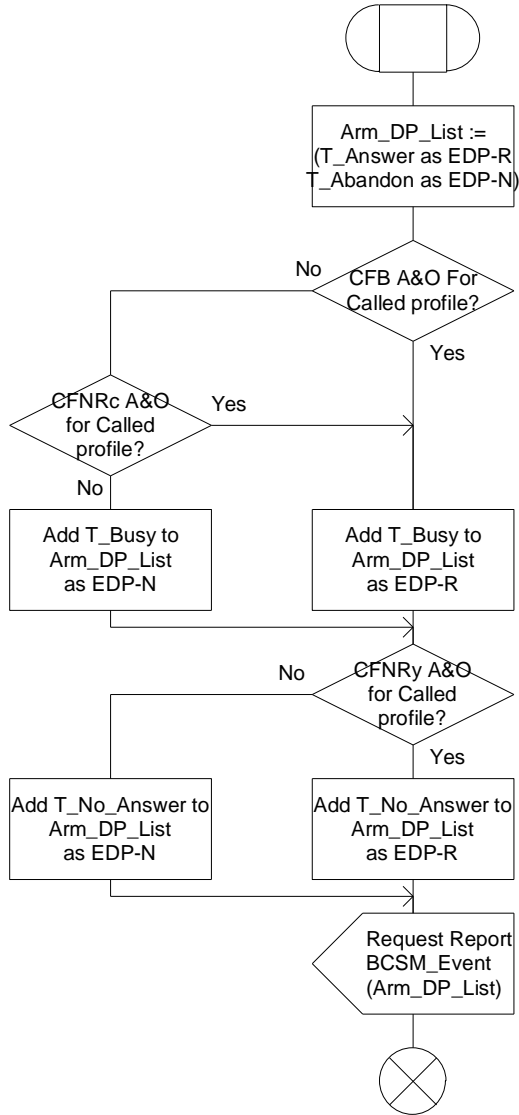 Arm_DP_List :=
(T_Answer as EDP-R
T_Abandon as EDP-N)
No
CFB A&O For
Called profile?
Yes
CFNRc A&O
for Called
profile?
Yes
No
Add T_Busy to
Arm_DP_List
as EDP-N
Add T_Busy to
Arm_DP_List
as EDP-R
No
CFNRy A&O
for Called
profile?
Yes
Add T_No_Answer to
Arm_DP_List
as EDP-N
Add T_No_Answer to
Arm_DP_List
as EDP-R
Request Report
BCSM_Event
(Arm_DP_List)